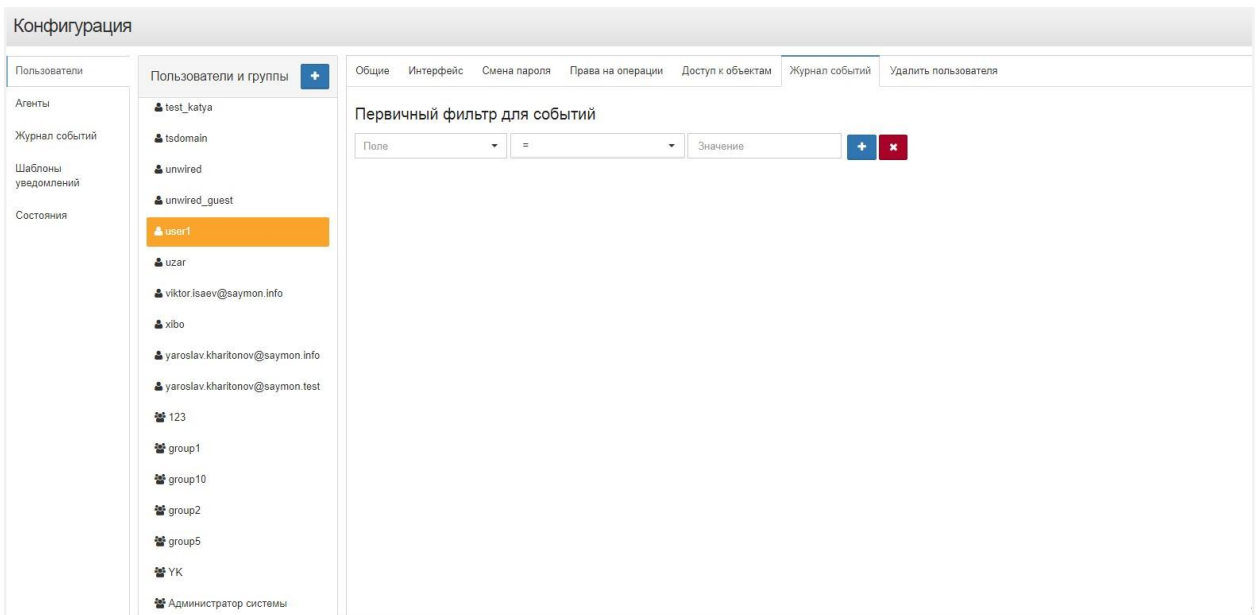 Конфигурация
Пользователи
Агенты
Журнал событий
Шаблоны
уведомлений
Состояния
Пользователи и группы
test_katya
tsdomain
unwired
unwired_guest
user1
uzar
viktor.isaev@saymon.info
xibo
yaroslav.kharitonov@saymon.info
yaroslav.kharitonov@saymon.test
123
group1
group10
group2
group5
YK
Администратор системы
Общие Интерфейс Смена пароля Права на операции Доступ к объектам Журнал событий Удалить пользователя
Первичный фильтр для событий
Поле = Значение